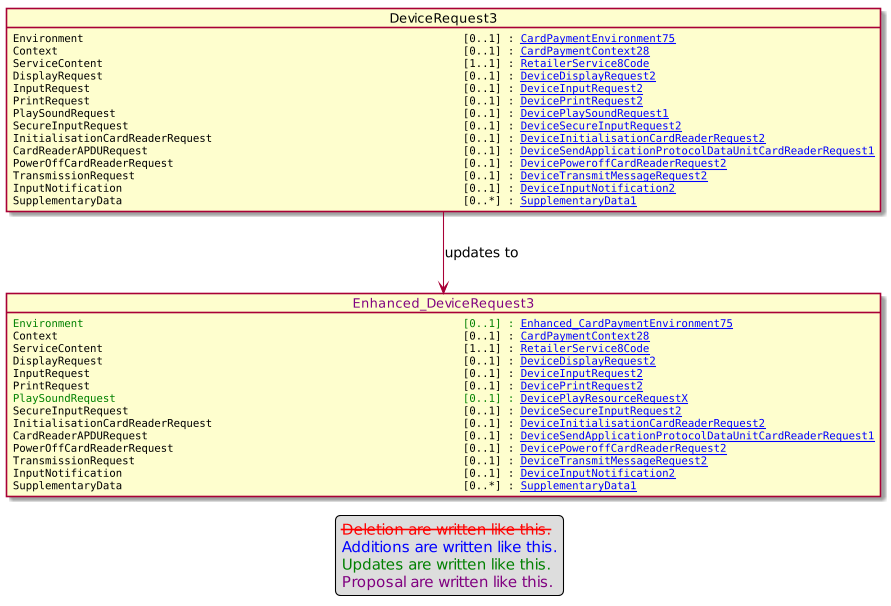 DeviceRequest3
Environment [0..1] : CardPaymentEnvironment75
Context [0..1] : CardPaymentContext28
ServiceContent [1..1] : RetailerService8Code
DisplayRequest [0..1] : DeviceDisplayRequest2
InputRequest [0..1] : DeviceInputRequest2
PrintRequest [0..1] : DevicePrintRequest2
PlaySoundRequest [0..1] : DevicePlaySoundRequest1
SecureInputRequest [0..1] : DeviceSecureInputRequest2
InitialisationCardReaderRequest [0..1] : DeviceInitialisationCardReaderRequest2
CardReaderAPDURequest [0..1] : DeviceSendApplicationProtocolDataUnitCardReaderRequest1
PowerOffCardReaderRequest [0..1] : DevicePoweroffCardReaderRequest2
TransmissionRequest [0..1] : DeviceTransmitMessageRequest2
InputNotification [0..1] : DeviceInputNotification2
SupplementaryData [0..*] : SupplementaryData1
updates to
Enhanced_DeviceRequest3
Environment [0..1] : Enhanced_CardPaymentEnvironment75
Context [0..1] : CardPaymentContext28
ServiceContent [1..1] : RetailerService8Code
DisplayRequest [0..1] : DeviceDisplayRequest2
InputRequest [0..1] : DeviceInputRequest2
PrintRequest [0..1] : DevicePrintRequest2
PlaySoundRequest [0..1] : DevicePlayResourceRequestX
SecureInputRequest [0..1] : DeviceSecureInputRequest2
InitialisationCardReaderRequest [0..1] : DeviceInitialisationCardReaderRequest2
CardReaderAPDURequest [0..1] : DeviceSendApplicationProtocolDataUnitCardReaderRequest1
PowerOffCardReaderRequest [0..1] : DevicePoweroffCardReaderRequest2
TransmissionRequest [0..1] : DeviceTransmitMessageRequest2
InputNotification [0..1] : DeviceInputNotification2
SupplementaryData [0..*] : SupplementaryData1
Deletion are written like this.
Additions are written like this.
Updates are written like this.
Proposal are written like this.